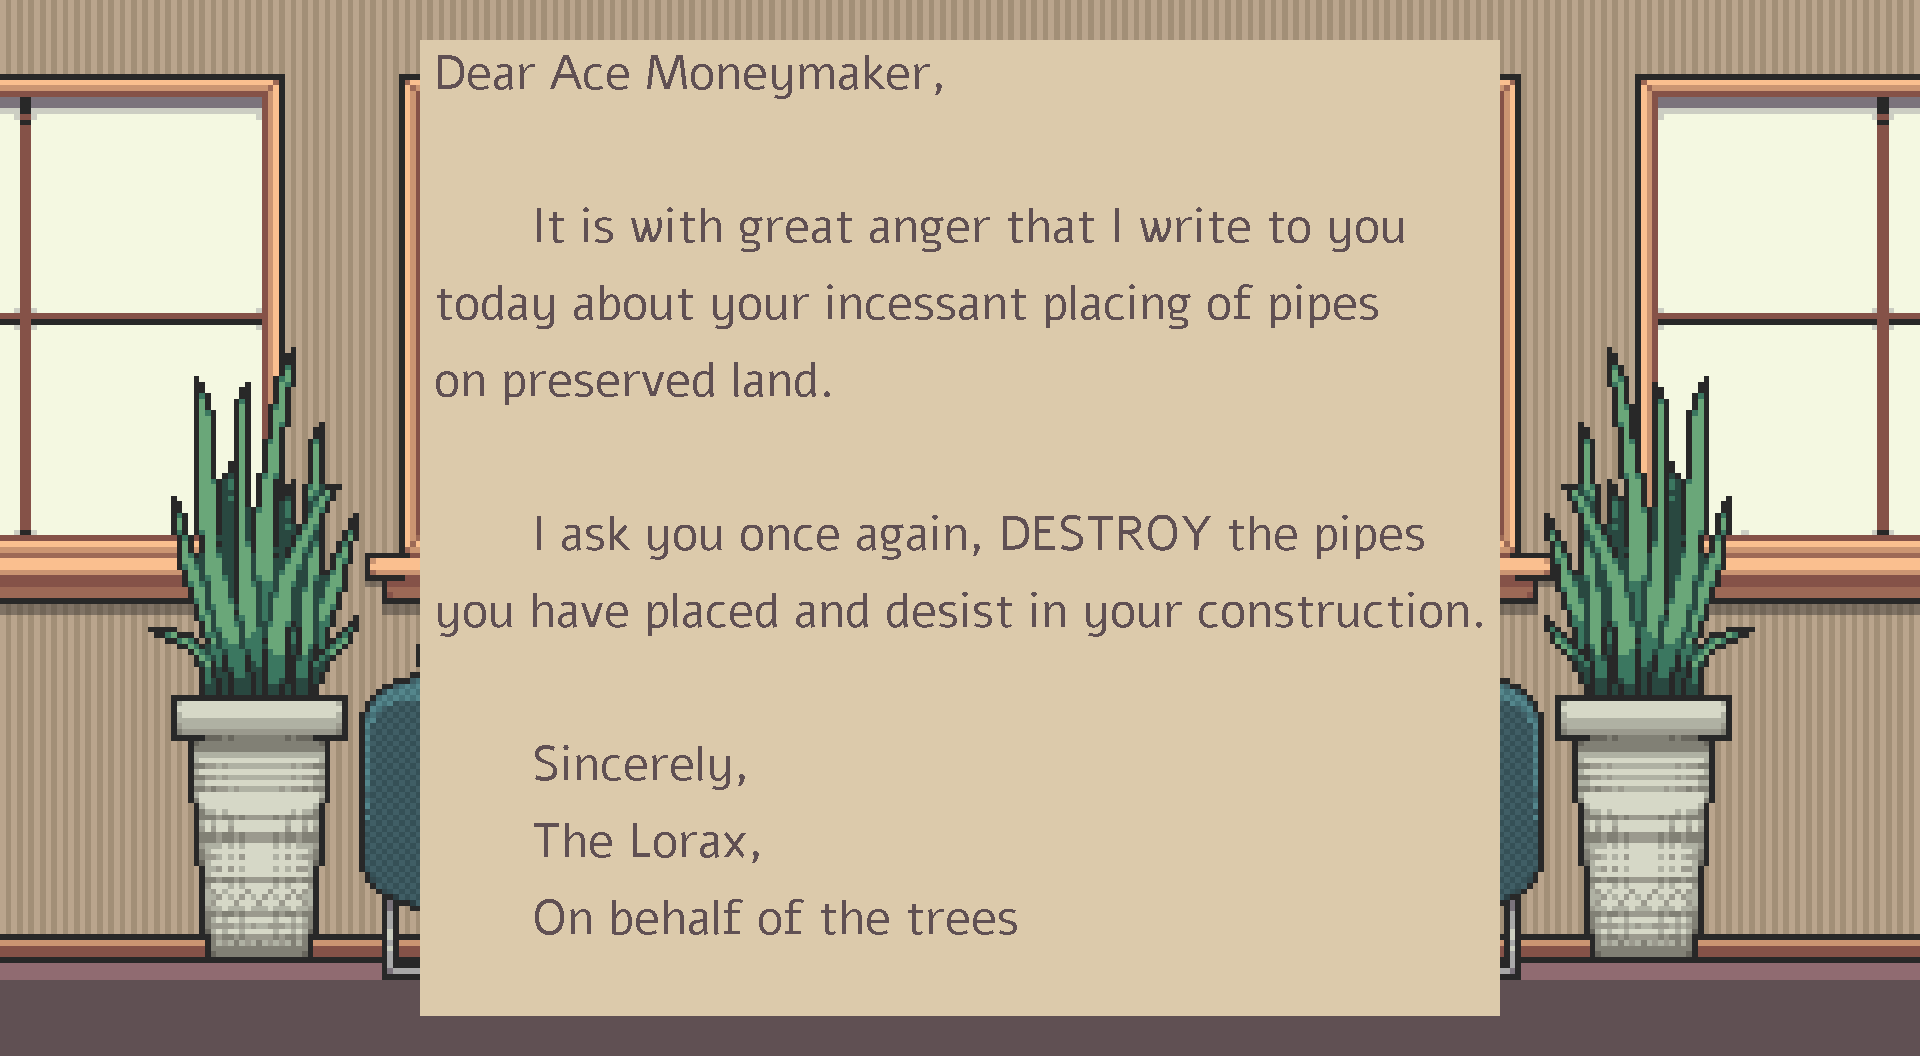 Dear Ace Moneymaker,
It is with great anger that I write to you
today about your incessant placing of pipes
on preserved land.
I ask you once again, DESTROY the pipes
you have placed and desist in your construction.
Sincerely,
The Lorax,
On behalf of the trees